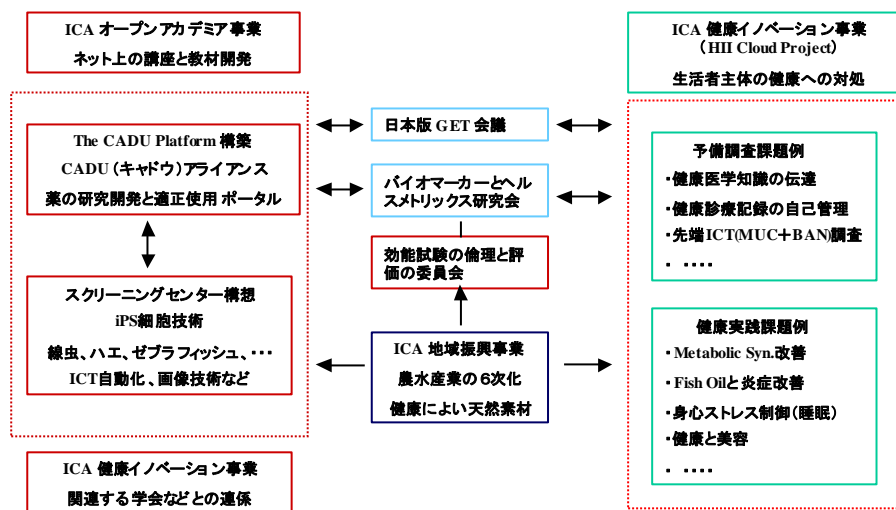 ICA オープンアカデミア事業
ネット上の講座と教材開発
The CADU Platform 構築
CADU（キャドウ）アライアンス
薬の研究開発と適正使用 ポータル
スクリーニングセンター構想
iPS細胞技術
線虫、ハエ、ゼブラフィッシュ、・・・
ICT自動化、画像技術など
ICA 健康イノベーション事業
関連する学会などとの連係
日本版 GET 会議
バイオマーカーとヘル
スメトリックス研究会
効能試験の倫理と評
価の委員会
ICA 地域振興事業
農水産業の６次化
健康によい天然素材
ICA 健康イノベーション事業
（HII Cloud Project）
生活者主体の健康への対処
予備調査課題例
・健康医学知識の伝達
・健康診療記録の自己管理
・先端ICT(MUC＋BAN)調査
・ ・・・・
健康実践課題例
・Metabolic Syn.改善
・Fish Oilと炎症改善
・身心ストレス制御（睡眠）
・健康と美容
・ ・・・・